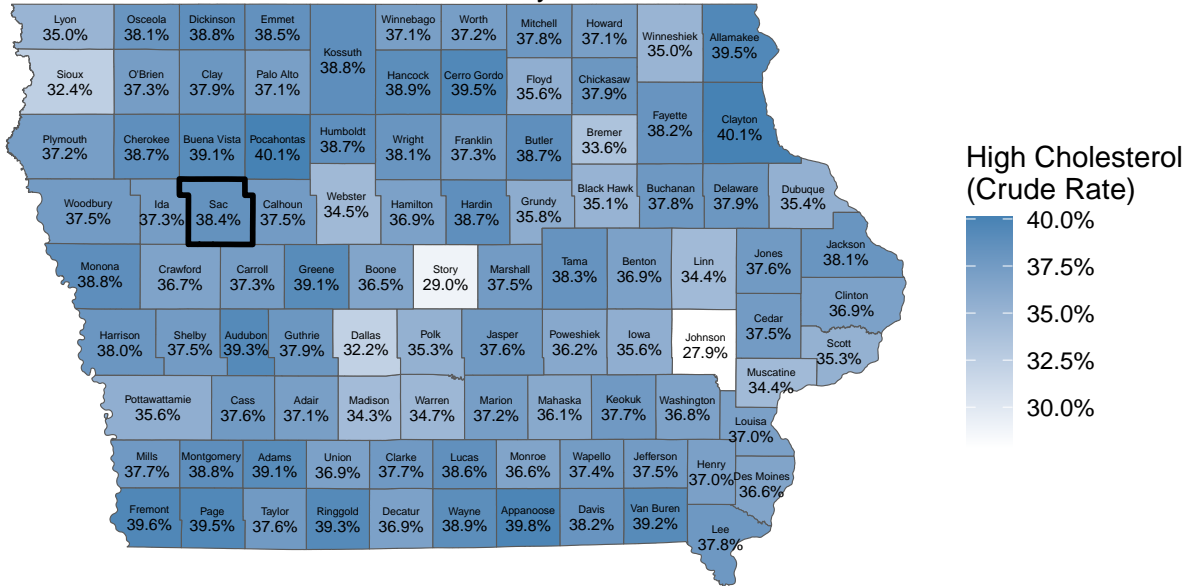 Lyon
35.0%
Osceola
38.1%
Dickinson
38.8%
Emmet
38.5%
Kossuth
38.8%
Winnebago
37.1%
Worth
37.2%
Mitchell
37.8%
Howard
37.1%
Winneshiek
35.0%
Allamakee
39.5%
Sioux
32.4%
O'Brien
37.3%
Clay
37.9%
Palo Alto
37.1%
Hancock
38.9%
Cerro Gordo
39.5%
Floyd
35.6%
Chickasaw
37.9%
Fayette
38.2%
Clayton
40.1%
Plymouth
37.2%
Cherokee
38.7%
Buena Vista
39.1%
Pocahontas
40.1%
Humboldt
38.7%
Wright
38.1%
Franklin
37.3%
Butler
38.7%
Bremer
33.6%
Woodbury
37.5%
Ida
37.3%
Sac
38.4%
Calhoun
37.5%
Webster
34.5%
Hamilton
36.9%
Hardin
38.7%
Grundy
35.8%
Black Hawk
35.1%
Buchanan
37.8%
Delaware
37.9%
Dubuque
35.4%
Monona
38.8%
Crawford
36.7%
Carroll
37.3%
Greene
39.1%
Boone
36.5%
Story
29.0%
Marshall
37.5%
Tama
38.3%
Benton
36.9%
Linn
34.4%
Jones
37.6%
Jackson
38.1%
Clinton
36.9%
Harrison
38.0%
Shelby
37.5%
Audubon
39.3%
Guthrie
37.9%
Dallas
32.2%
Polk
35.3%
Jasper
37.6%
Poweshiek
36.2%
Iowa
35.6%
Johnson
27.9%
Cedar
37.5%
Scott
35.3%
Muscatine
34.4%
Pottawattamie
35.6%
Cass
37.6%
Adair
37.1%
Madison
34.3%
Warren
34.7%
Marion
37.2%
Mahaska
36.1%
Keokuk
37.7%
Washington
36.8%
Louisa
37.0%
Mills
37.7%
Montgomery
38.8%
Adams
39.1%
Union
36.9%
Clarke
37.7%
Lucas
38.6%
Monroe
36.6%
Wapello
37.4%
Jefferson
37.5%
Henry
37.0%
Des Moines
36.6%
Fremont
39.6%
Page
39.5%
Taylor
37.6%
Ringgold
39.3%
Decatur
36.9%
Wayne
38.9%
Appanoose
39.8%
Davis
38.2%
Van Buren
39.2%
Lee
37.8%
High Cholesterol
(Crude Rate)
40.0%
37.5%
35.0%
32.5%
30.0%